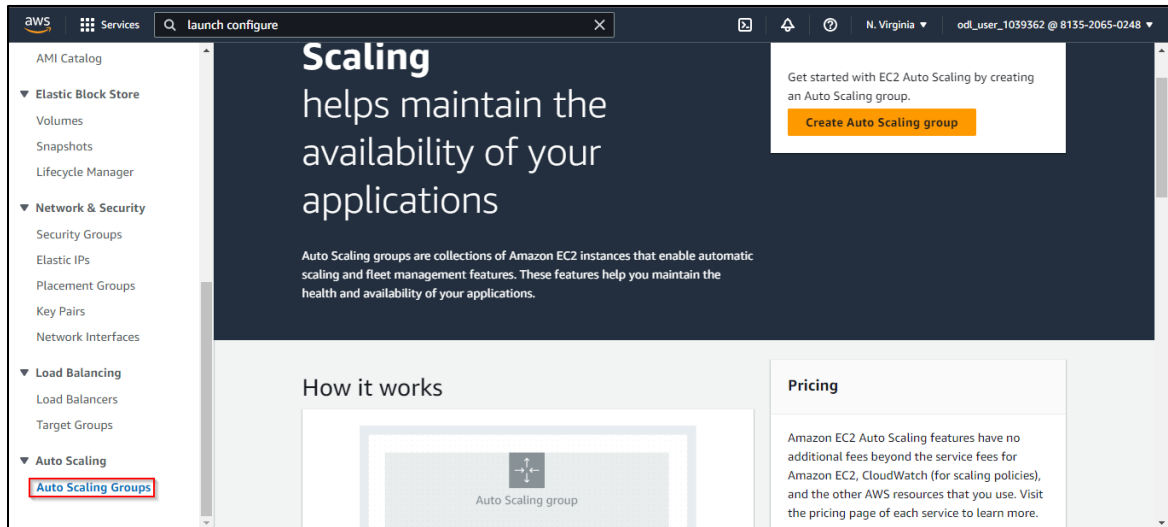 aws
Services
launch configure
N. Virginia
odl_user_1039362 @ 8135-2065-0248
AMI Catalog
Elastic Block Store
Volumes
Snapshots
Lifecycle Manager
Network & Security
Security Groups
Elastic IPs
Placement Groups
Key Pairs
Network Interfaces
Load Balancing
Load Balancers
Target Groups
Auto Scaling
Auto Scaling Groups
Scaling
helps maintain the
availability of your
applications
Auto Scaling groups are collections of Amazon EC2 instances that enable automatic
scaling and fleet management features. These features help you maintain the
health and availability of your applications.
Get started with EC2 Auto Scaling by creating
an Auto Scaling group.
Create Auto Scaling group
How it works
Auto Scaling group
Pricing
Amazon EC2 Auto Scaling features have no
additional fees beyond the service fees for
Amazon EC2, CloudWatch (for scaling policies),
and the other AWS resources that you use. Visit
the pricing page of each service to learn more.